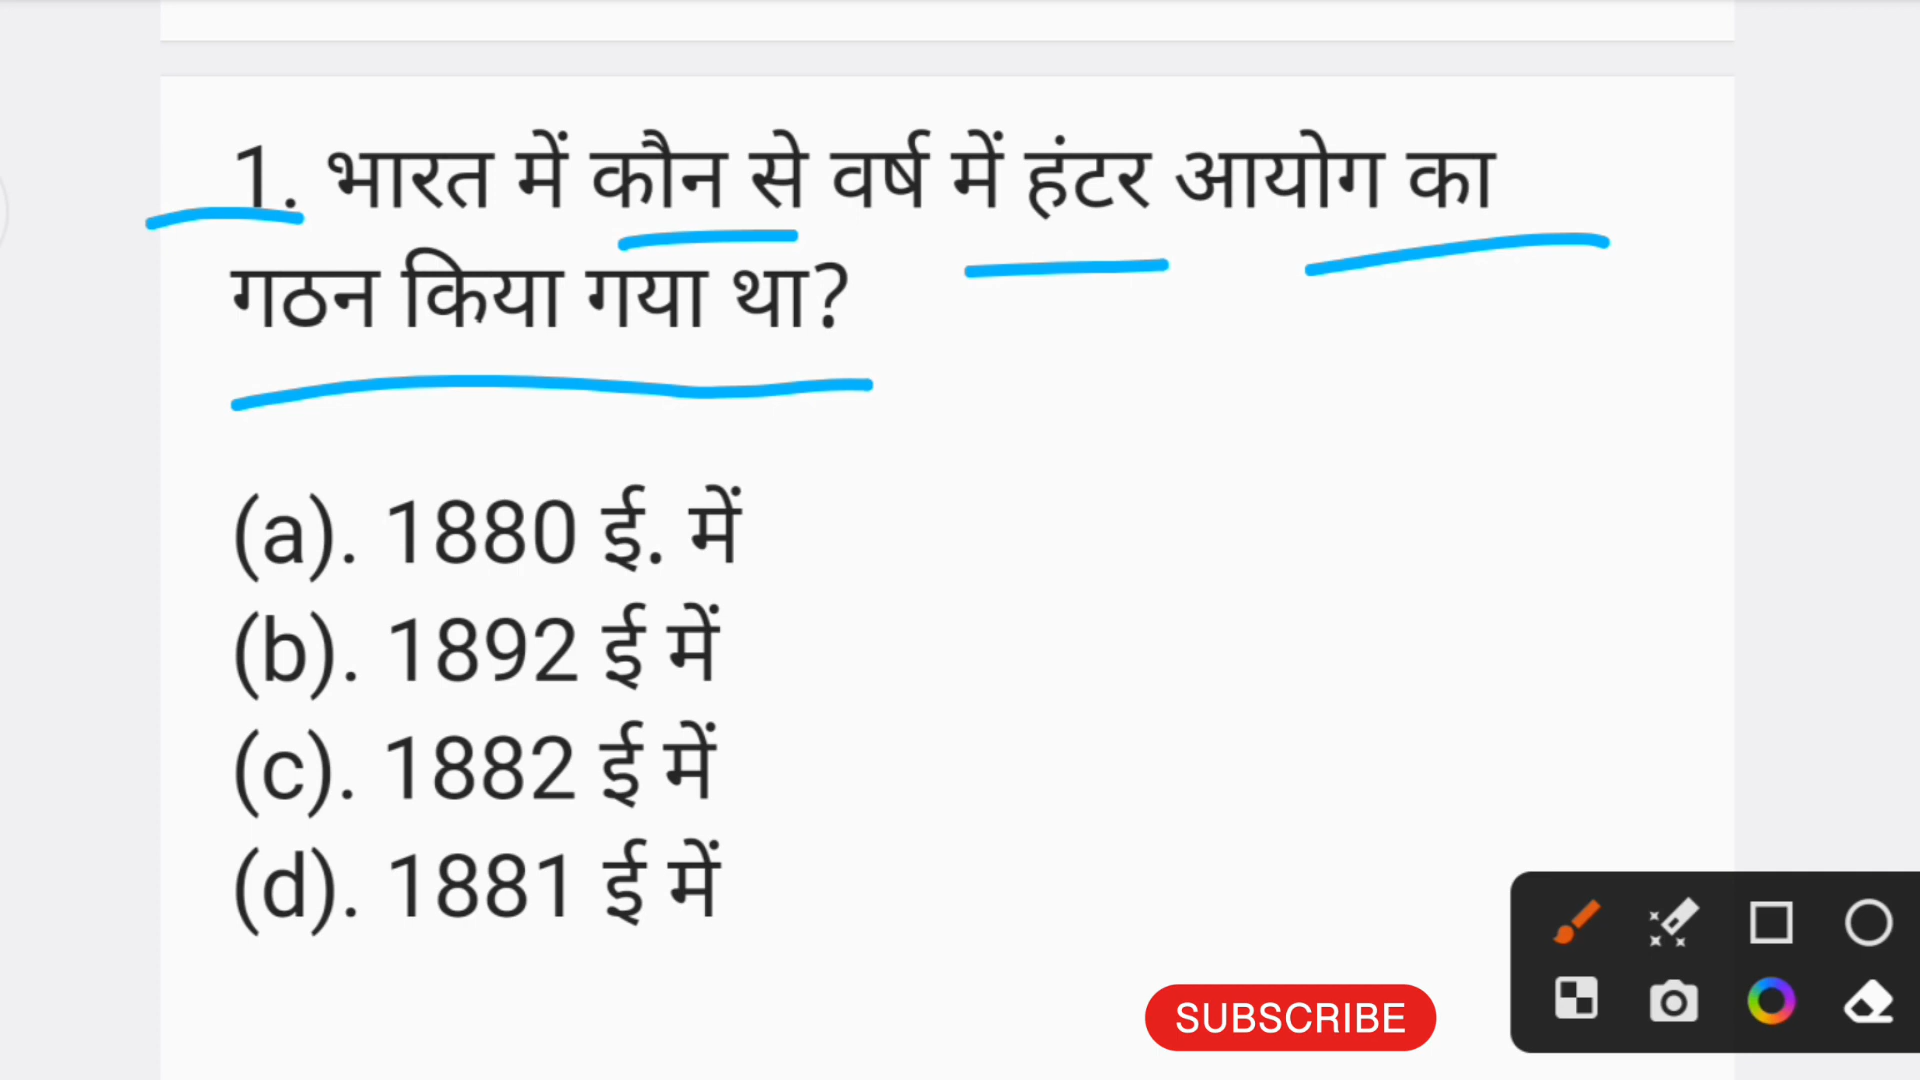 1. भारत में कौन से वर्ष में हंटर आयोग का
गठन किया गया था?
(a). 1880 ई. में
(b). 1892 ई में
(c). 1882 ई में
(d). 1881 ई में
SUBSCRIBE